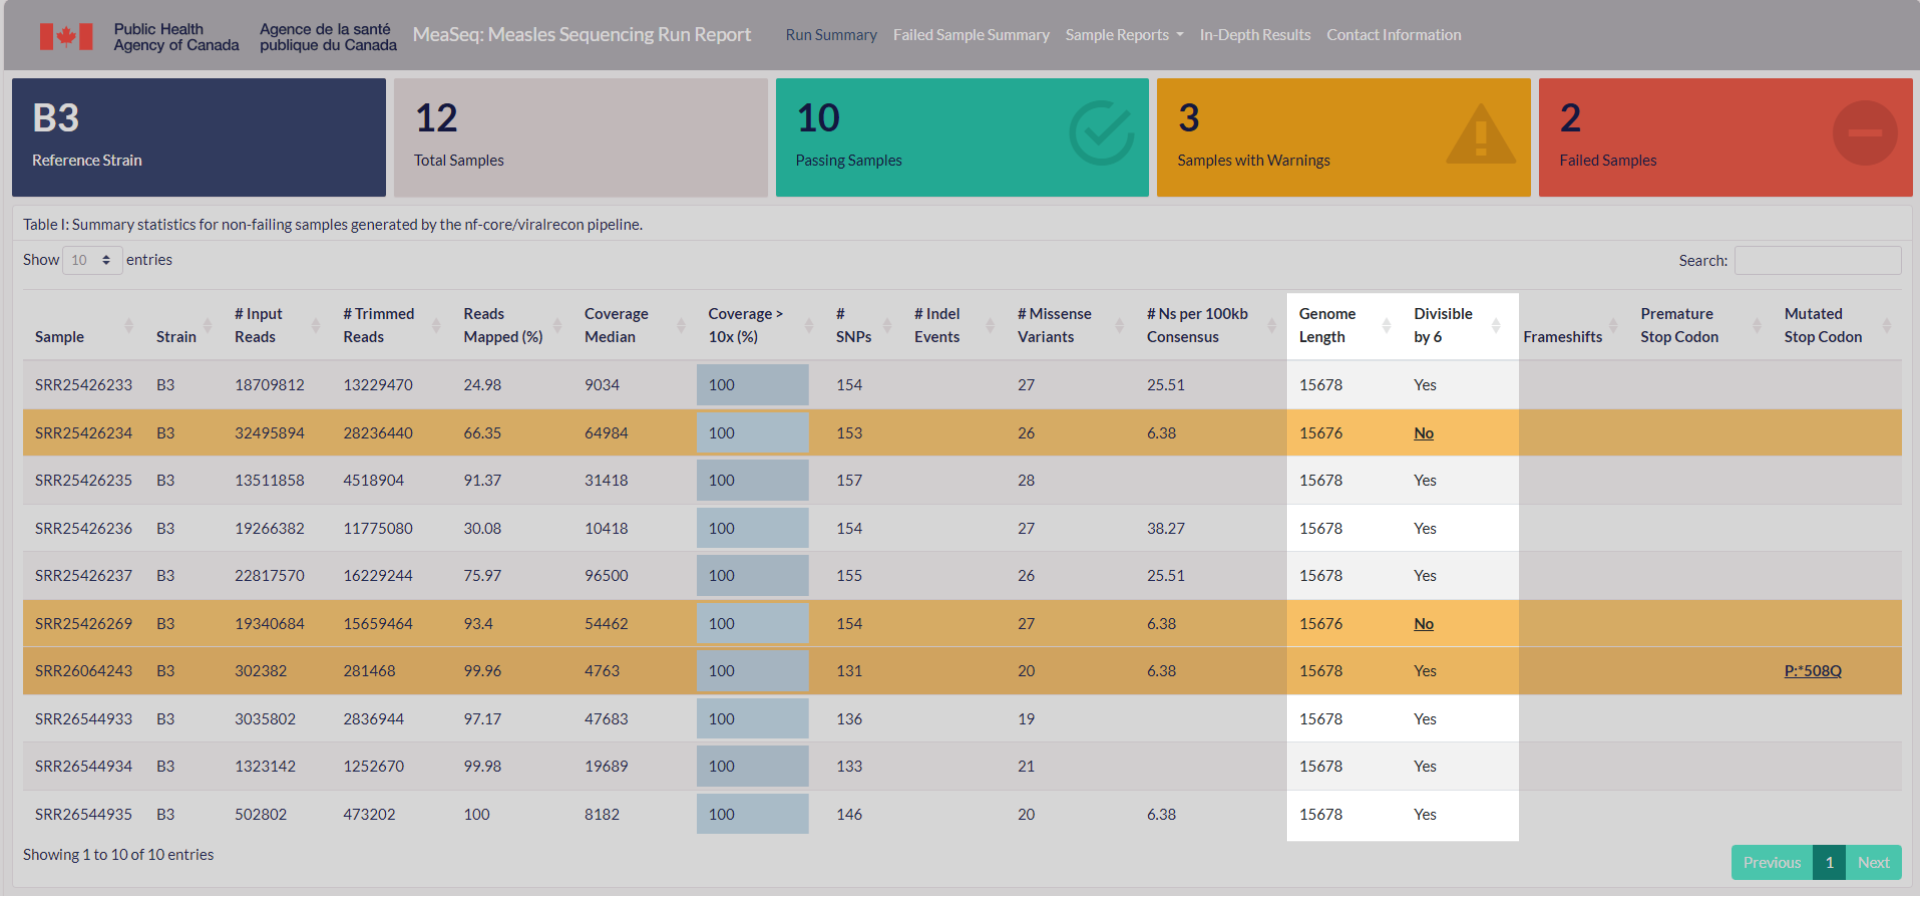 Public Health
Agency of Canada
Agence de la santé
publique du Canada
MeaSeq: Measles Sequencing Run Report
Run Summary Failed Sample Summary Sample Reports In-Depth Results Contact Information
B3
Reference Strain
12
Total Samples
10
Passing Samples
3
Samples with Warnings
2
Failed Samples
Table I: Summary statistics for non-failing samples generated by the nf-core/viralrecon pipeline.
Show 10 entries Search:
Sample Strain # Input Reads # Trimmed Reads Reads Mapped (%) Coverage Median Coverage > 10x (%) # SNPs # Indel Events # Missense Variants # Ns per 100kb Consensus Genome Length Divisible by 6 Frameshifts Premature Stop Codon Mutated Stop Codon
SRR25426233 B3 18709812 13229470 24.98 9034 100 154 27 25.51 15678 Yes
SRR25426234 B3 32495894 28236440 66.35 64984 100 153 26 6.38 15676 No
SRR25426235 B3 13511858 4518904 91.37 31418 100 157 28 15678 Yes
SRR25426236 B3 19266382 11775080 30.08 10418 100 154 27 38.27 15678 Yes
SRR25426237 B3 22817570 16229244 75.97 96500 100 155 26 25.51 15678 Yes
SRR25426269 B3 19340684 15659464 93.4 54462 100 154 27 6.38 15676 No
SRR26064243 B3 302382 281468 99.96 4763 100 131 20 6.38 15678 Yes P:*508Q
SRR26544933 B3 3035802 2836944 97.17 47683 100 136 19 15678 Yes
SRR26544934 B3 1323142 1252670 99.98 19689 100 133 21 15678 Yes
SRR26544935 B3 502802 473202 100 8182 100 146 20 6.38 15678 Yes
Showing 1 to 10 of 10 entries
Previous 1 Next